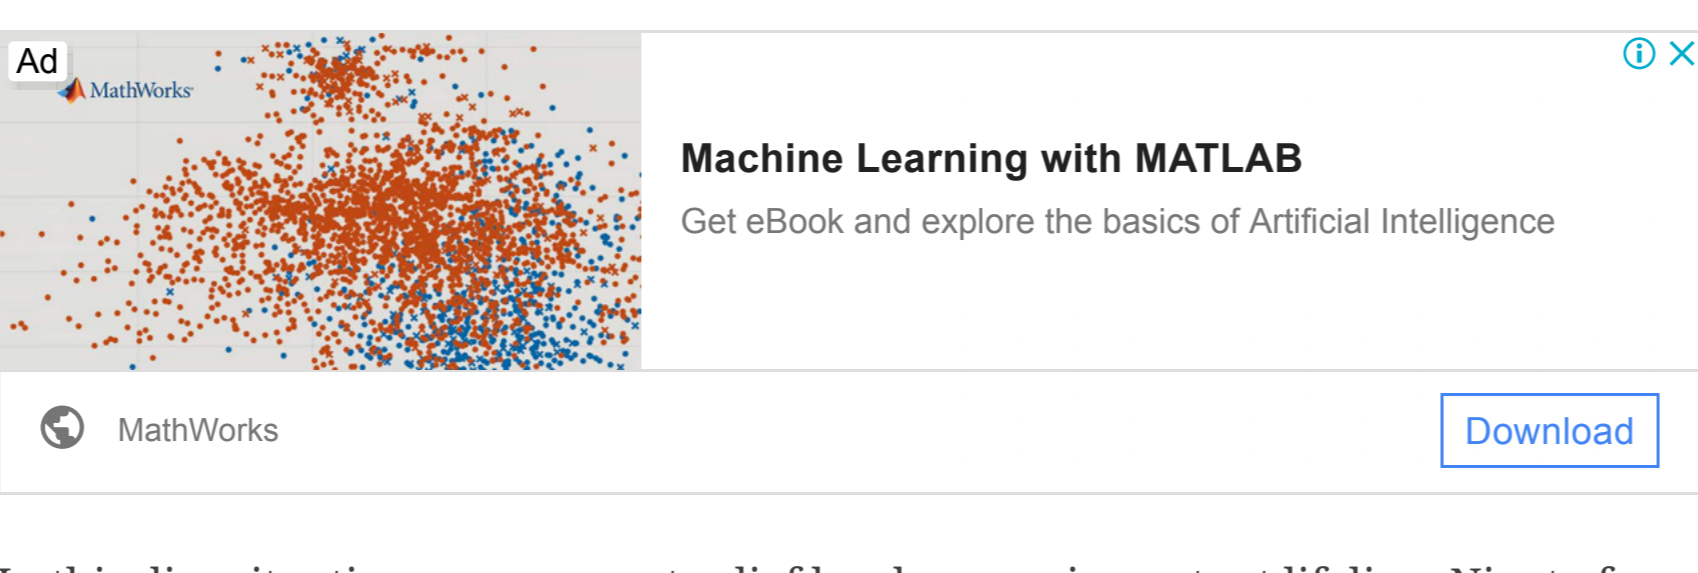 Ad
MathWorks
Machine Learning with MATLAB
Get eBook and explore the basics of Artificial Intelligence
MathWorks
Download